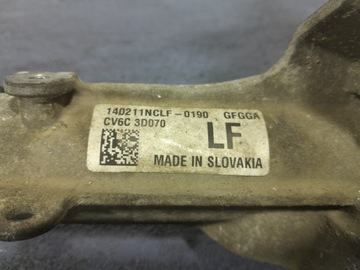 140211NCLF-0190 GFGGA
CV6C 3D070
LF
MADE IN SLOVAKIA